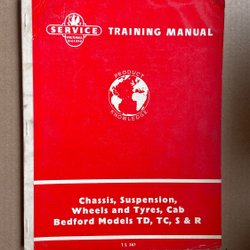 SERVICE
TRAINING MANUAL
PRODUCT
KNOWLEDGE
Chassis, Suspension,
Wheels and Tyres, Cab
Bedford Models TD, TC, S & R